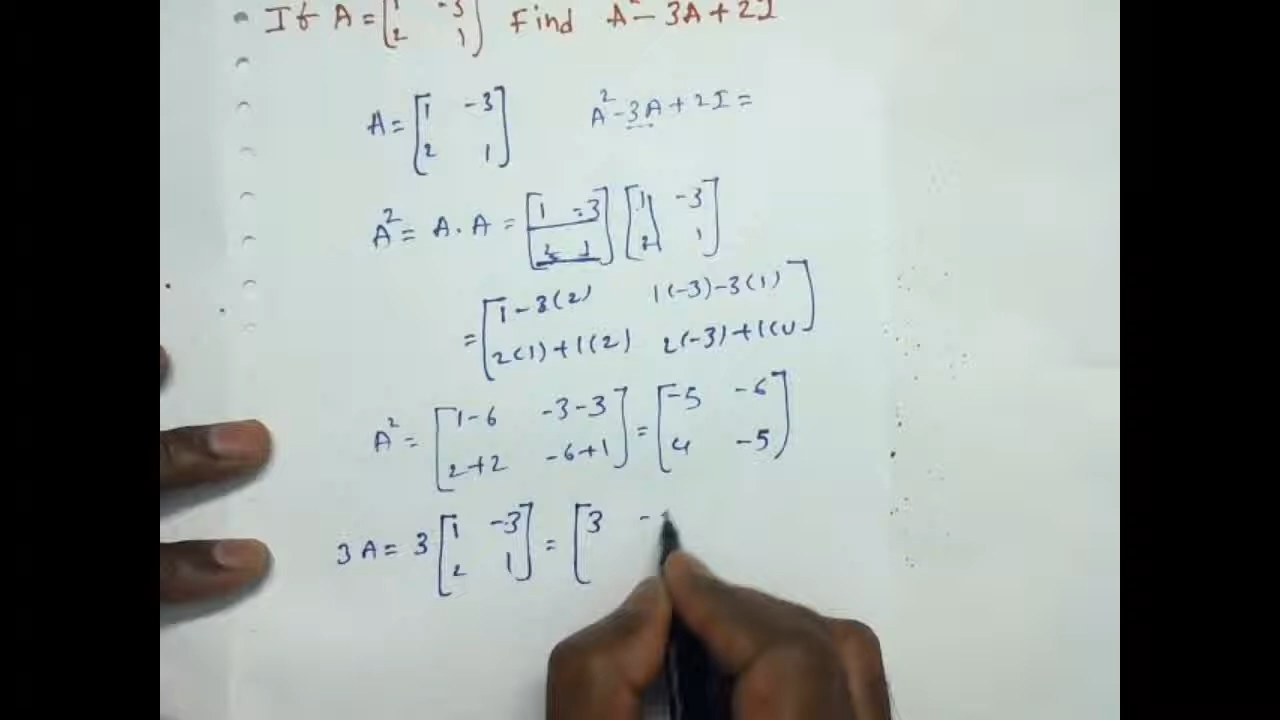 If A = [1 -3 Find A² - 3A + 2I
2 1]
A = [1 -3 A² - 3A + 2I =
2 1]
A² = A . A = [1 -3 [1 -3
2 1] 2 1]
= [1 - 3(2) 1(-3) - 3(1)
2(1) + 1(2) 2(-3) + 1(1)]
A² = [1-6 -3-3 = [-5 -6
2+2 -6+1] 4 -5]
3A = 3 [1 -3 = [3 -
2 1]